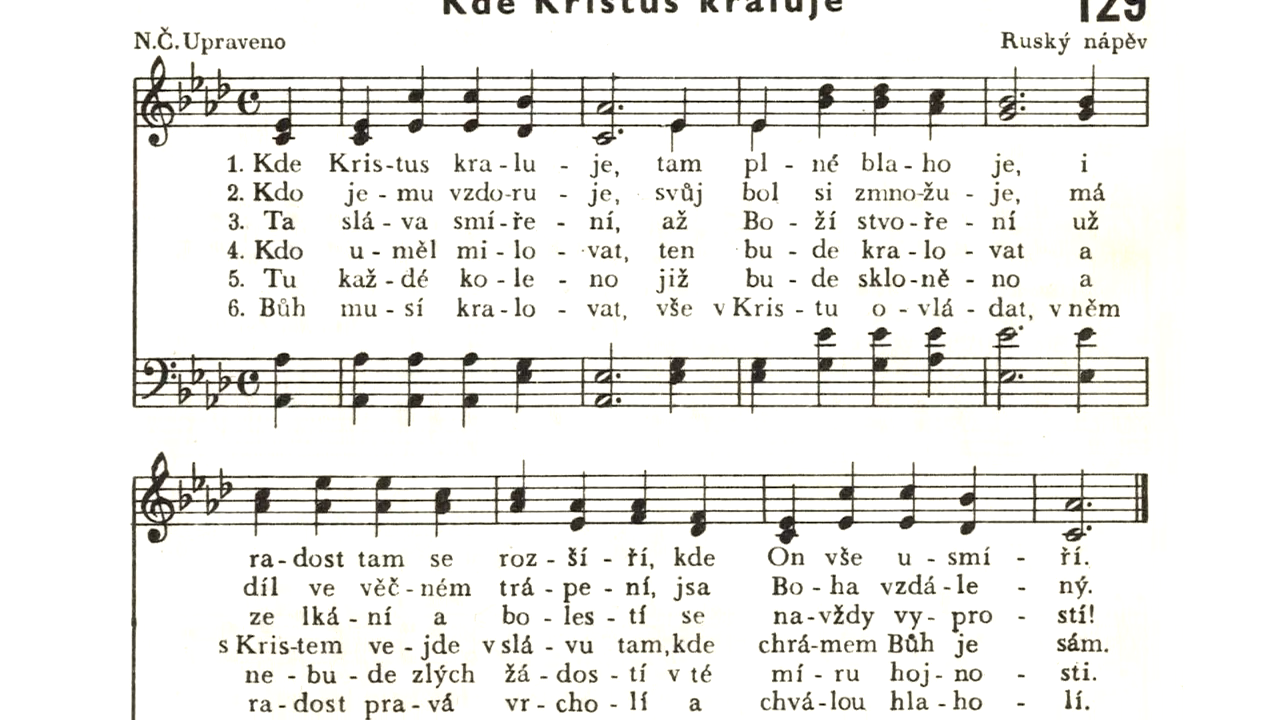 Kde Kristus kraluje 129
N.Č. Upraveno Ruský nápěv
1. Kde Kris-tus kra-lu - je, tam pl - né bla-ho je, i
2. Kdo je - mu vzdo-ru - je, svůj bol si zmno-žu - je, má
3. Ta slá - va smí-ře - ní, až Bo - ží stvo-ře - ní už
4. Kdo u - měl mi - lo - vat, ten bu - de kra - lo - vat a
5. Tu kaž - dé ko - le - no již bu - de sklo-ně - no a
6. Bůh mu - sí kra - lo - vat, vše v Kris - tu o - vlá - dat, v něm
ra - dost tam se roz - ší - ří, kde On vše u - smí - ří.
díl ve věč - ném trá - pe - ní, jsa Bo - ha vzdá - le - ný.
ze lká - ní a bo - les - tí se na - vždy vy - pro - stí!
s Kris-tem ve - jde v slá - vu tam, kde chrá-mem Bůh je sám.
ne - bu - de zlých žá - dos - tí v té mí - ru hoj - no - sti.
ra - dost pra - vá vr - cho - lí a chvá-lou hla - ho - lí.